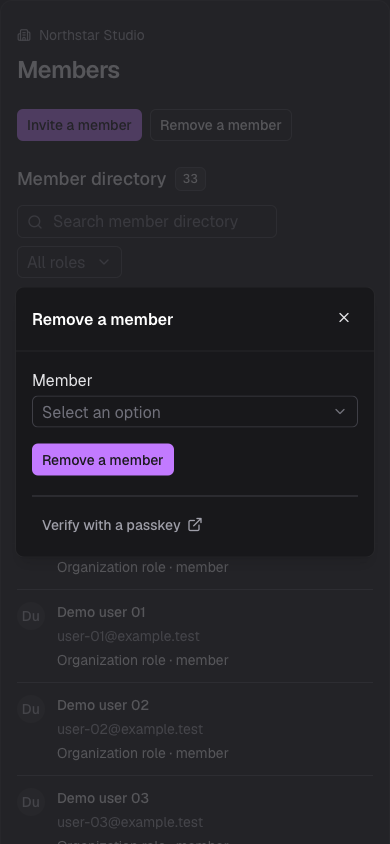 Northstar Studio
Members
Invite a member
Remove a member
Member directory 33
Search member directory
All roles
Remove a member
Member
Select an option
Remove a member
Verify with a passkey
Organization role · member
Du
Demo user 01
user-01@example.test
Organization role · member
Du
Demo user 02
user-02@example.test
Organization role · member
Du
Demo user 03
user-03@example.test
Organization role · member